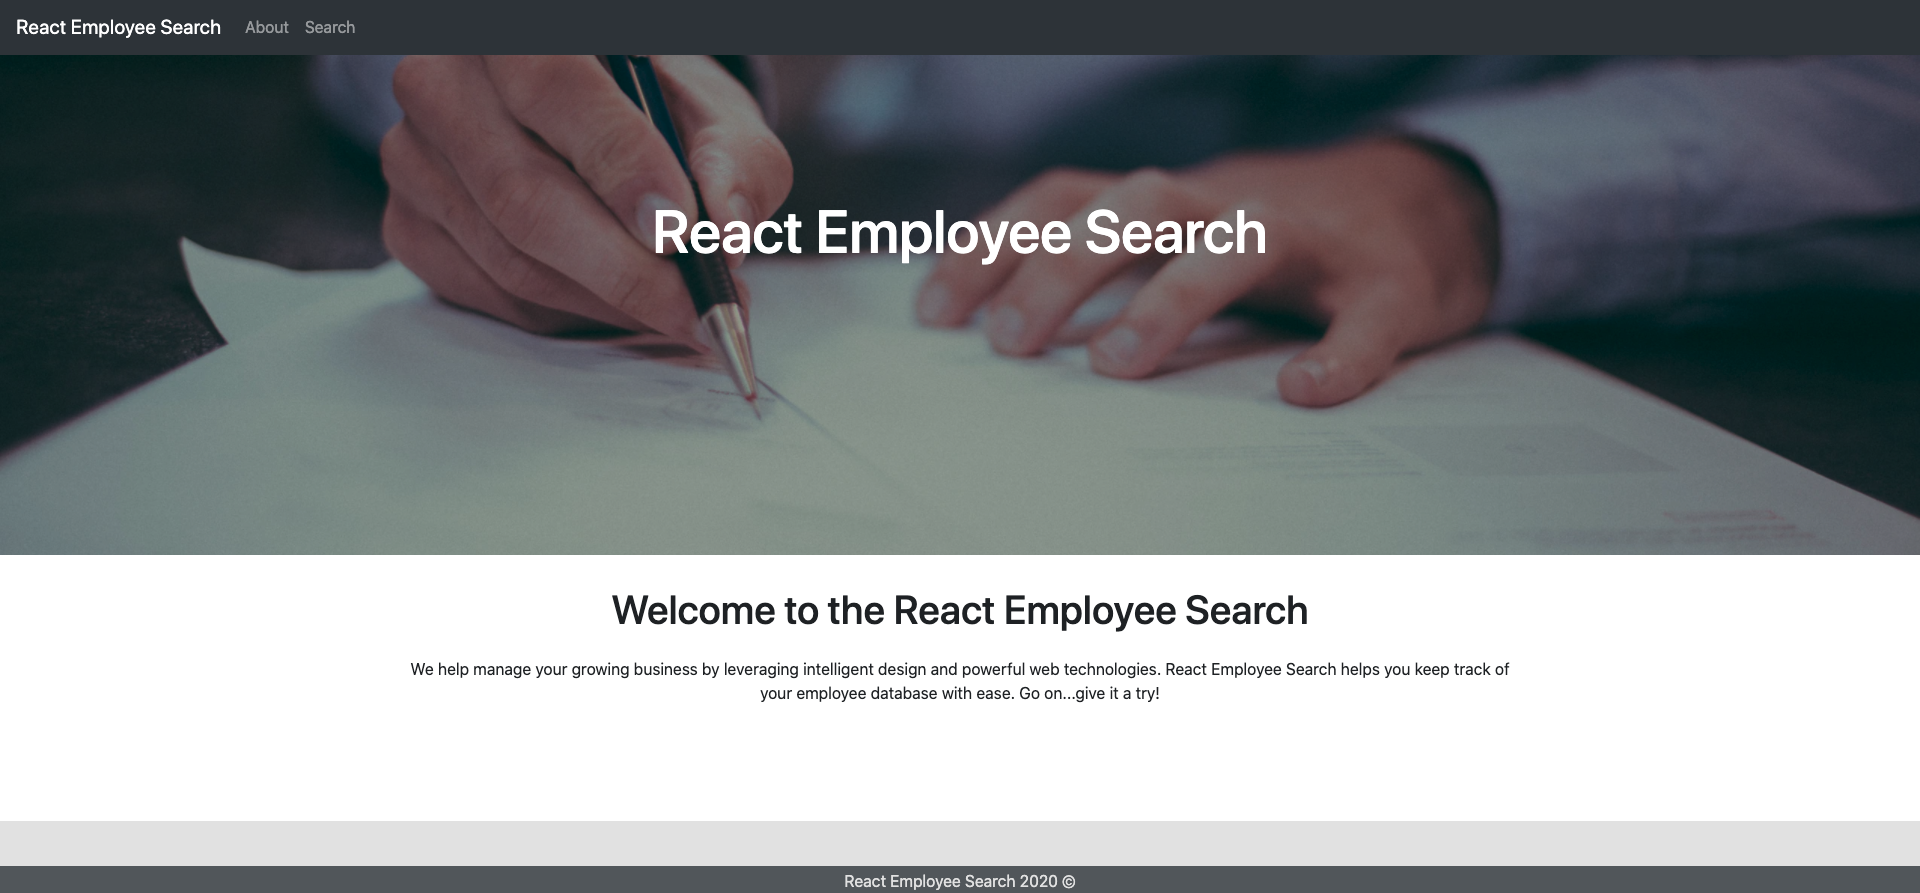 React Employee Search About Search
React Employee Search
Welcome to the React Employee Search
We help manage your growing business by leveraging intelligent design and powerful web technologies. React Employee Search helps you keep track of
your employee database with ease. Go on...give it a try!
React Employee Search 2020 ©